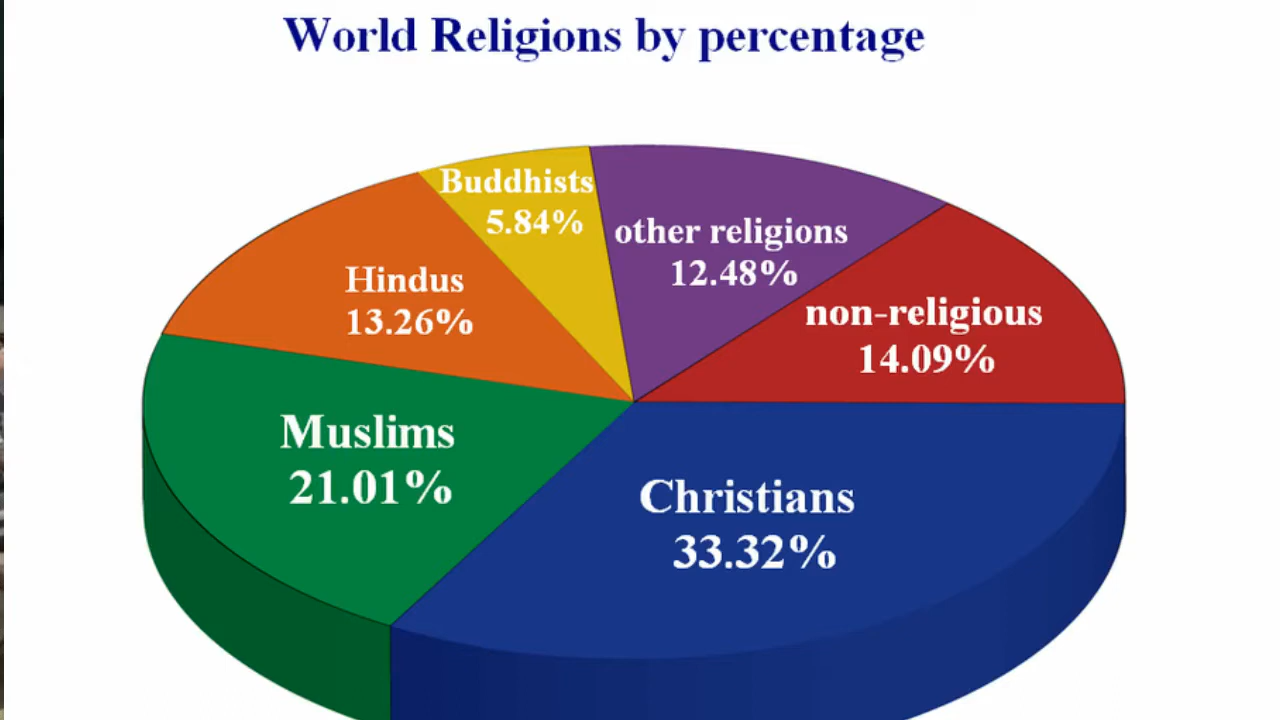 World Religions by percentage
Buddhists
5.84%
other religions
12.48%
Hindus
13.26%
non-religious
14.09%
Muslims
21.01%
Christians
33.32%